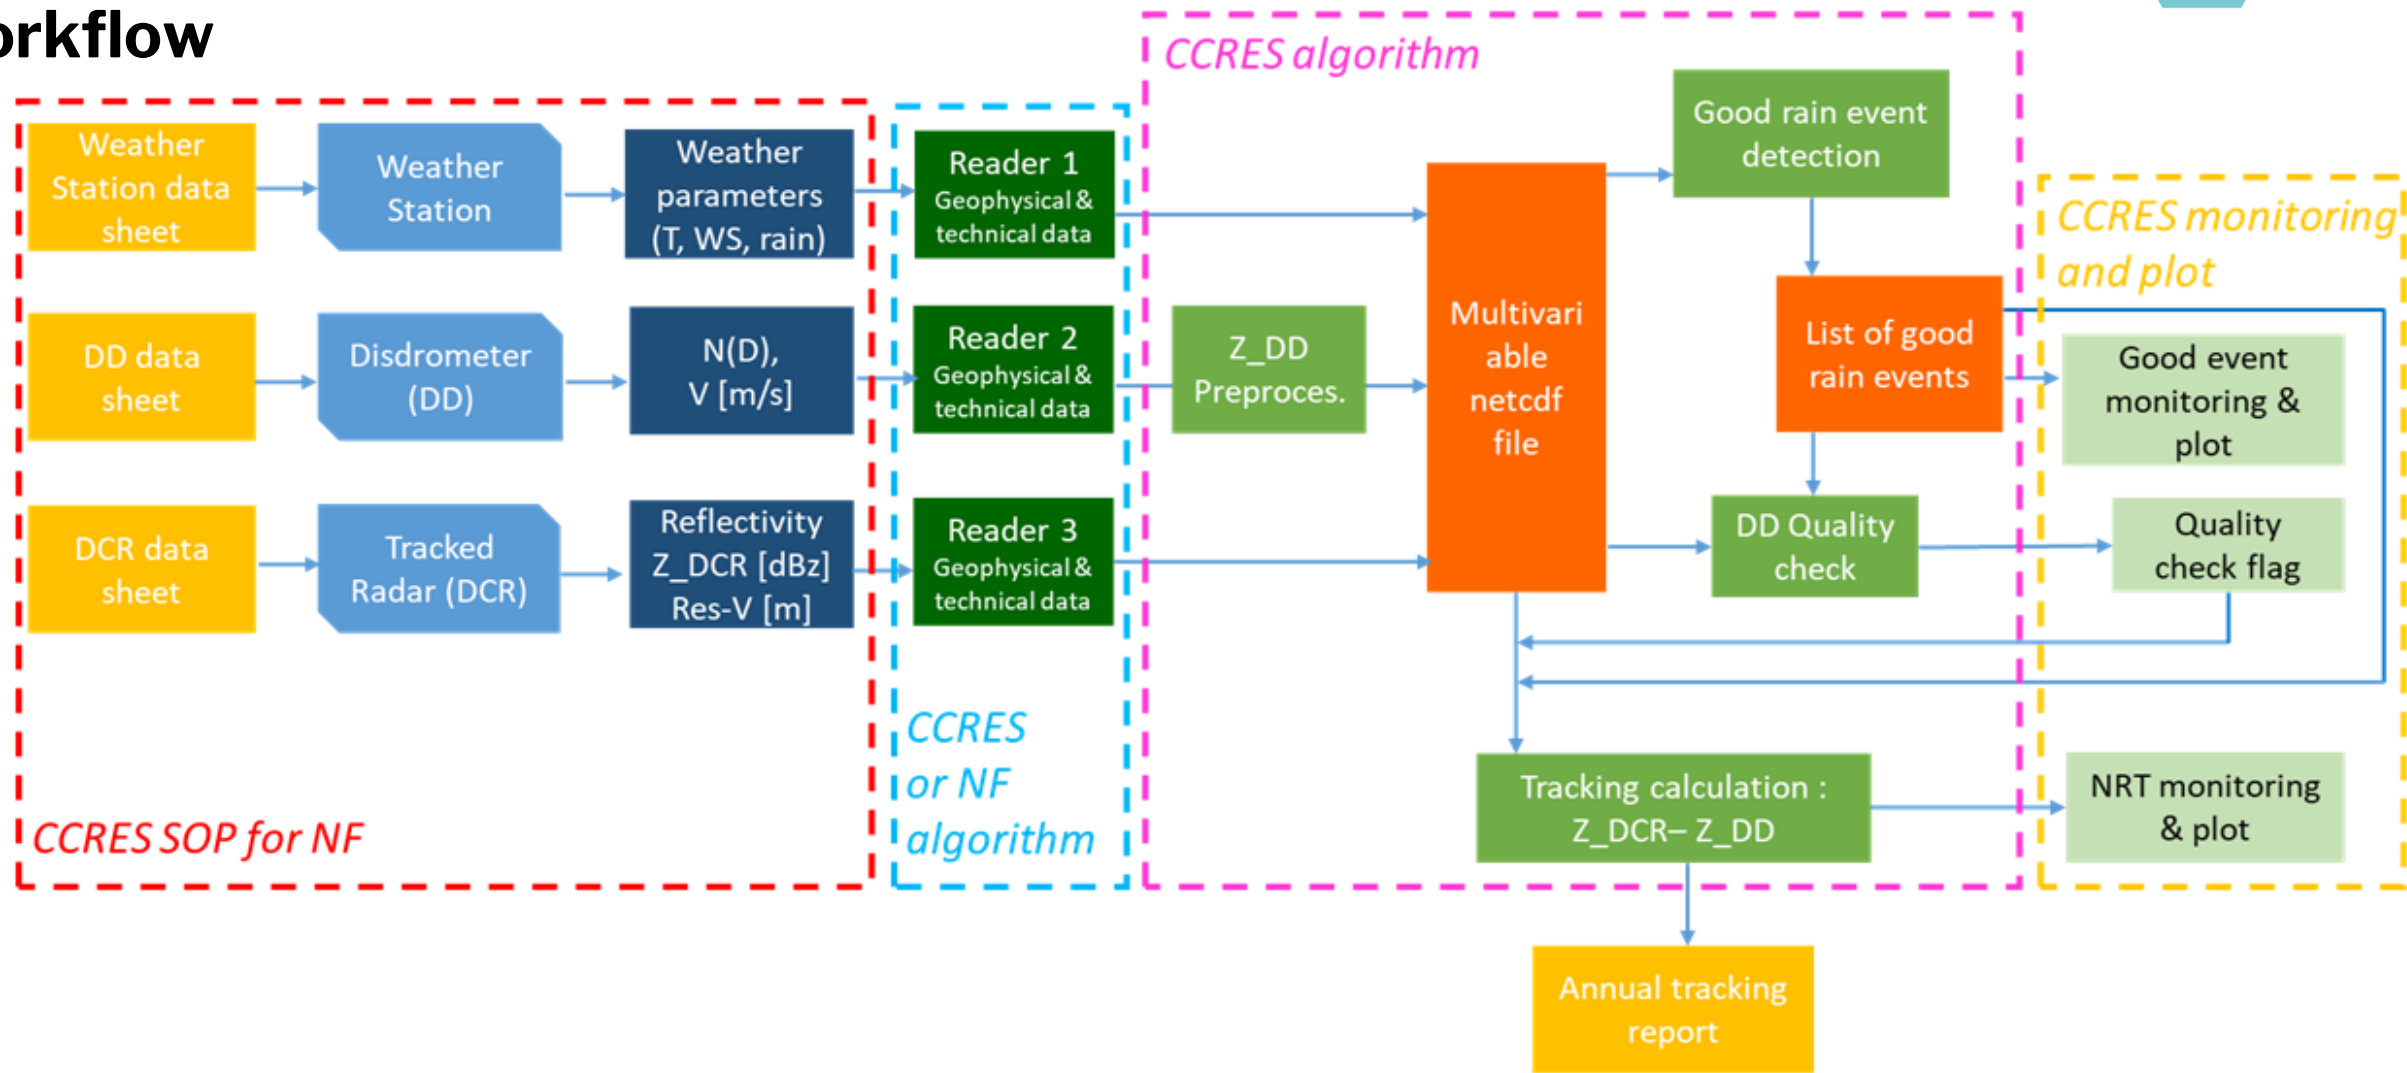 orkflow
CCRES algorithm
Good rain event
detection
Weather
Station data
sheet
Weather
Station
Weather
parameters
(T, WS, rain)
Reader 1
Geophysical &
technical data
CCRES monitoring
and plot
DD data
sheet
Disdrometer
(DD)
N(D),
V [m/s]
Reader 2
Geophysical &
technical data
Z_DD
Preproces.
Multivari
able
netcdf
file
List of good
rain events
Good event
monitoring &
plot
DCR data
sheet
Tracked
Radar (DCR)
Reflectivity
Z_DCR [dBz]
Res-V [m]
Reader 3
Geophysical &
technical data
DD Quality
check
Quality
check flag
CCRES SOP for NF
CCRES
or NF
algorithm
Tracking calculation :
Z_DCR– Z_DD
NRT monitoring
& plot
Annual tracking
report